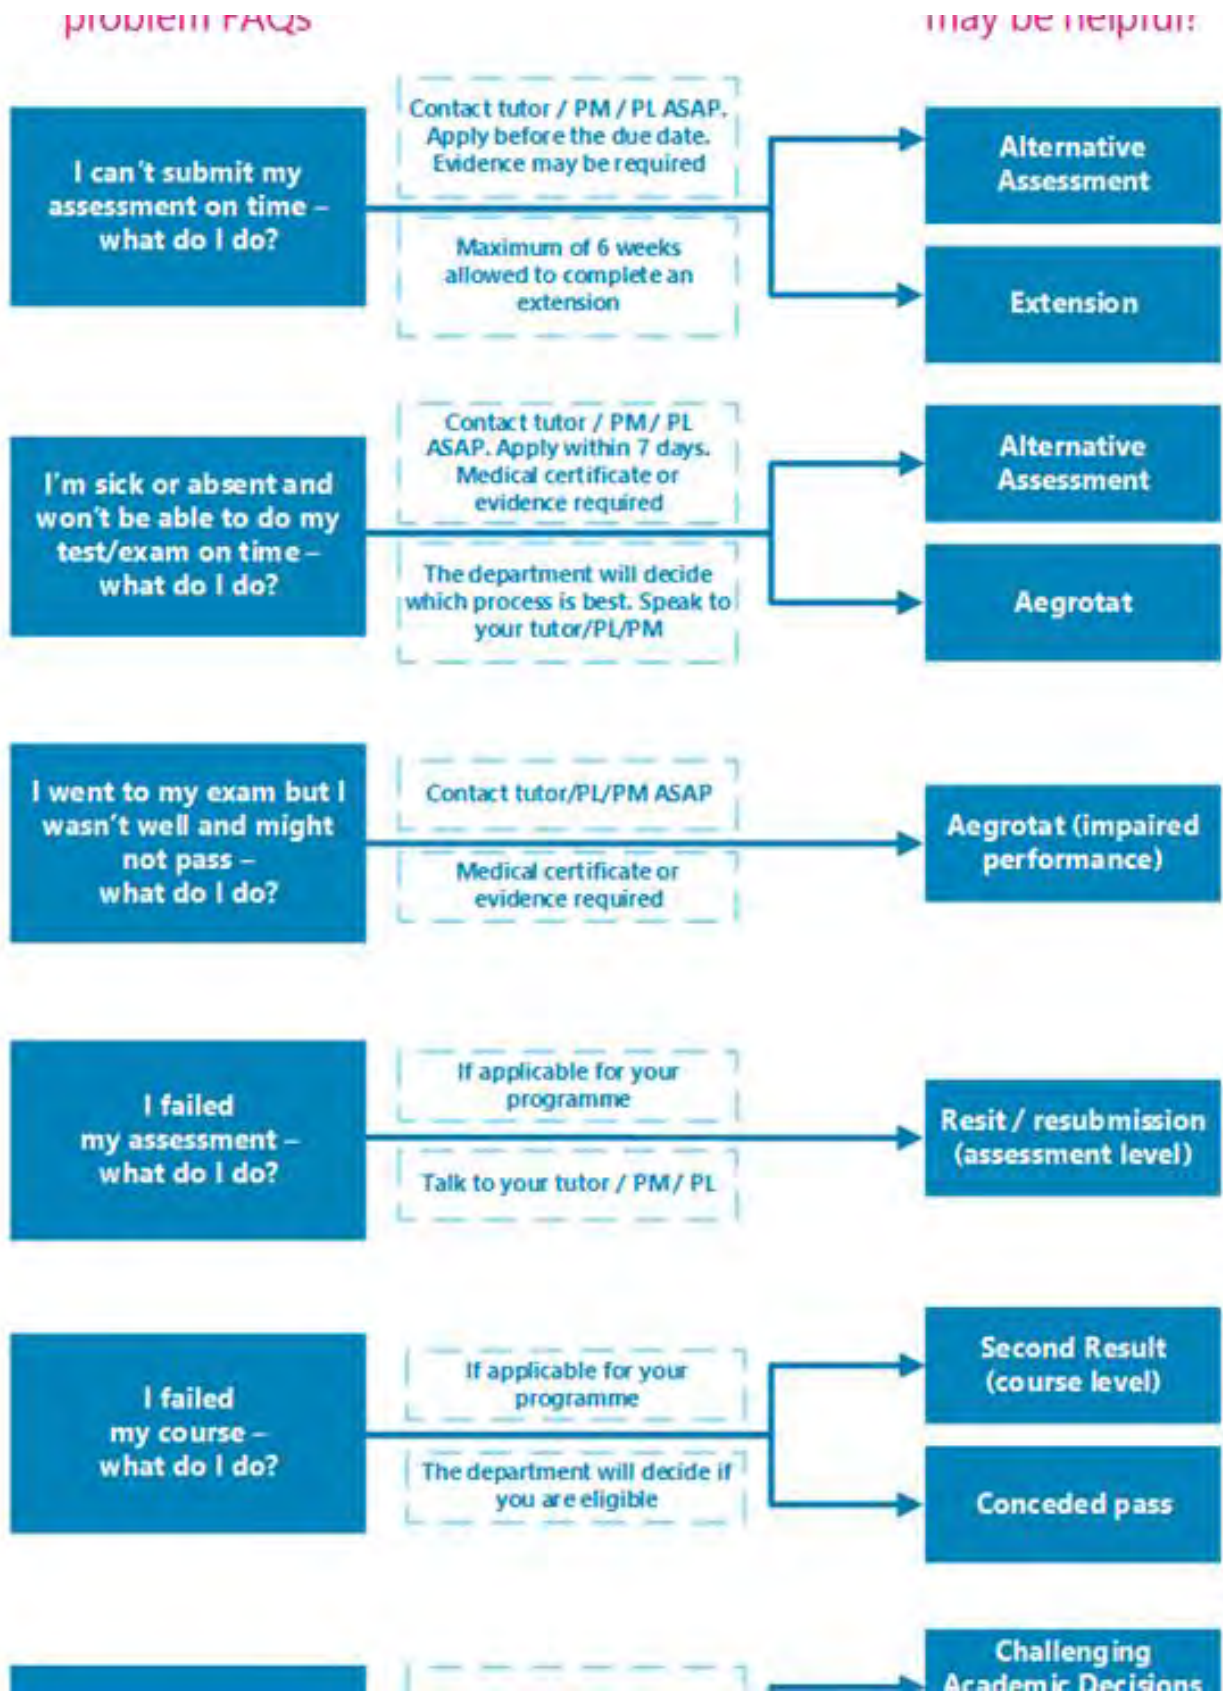 problem FAQs
may be helpful?
I can't submit my
assessment on time –
what do I do?
Contact tutor / PM / PL ASAP.
Apply before the due date.
Evidence may be required
Maximum of 6 weeks
allowed to complete an
extension
Alternative
Assessment
Extension
I'm sick or absent and
won't be able to do my
test/exam on time –
what do I do?
Contact tutor / PM / PL
ASAP. Apply within 7 days.
Medical certificate or
evidence required
The department will decide
which process is best. Speak to
your tutor/PL/PM
Alternative
Assessment
Aegrotat
I went to my exam but I
wasn't well and might
not pass –
what do I do?
Contact tutor/PL/PM ASAP
Medical certificate or
evidence required
Aegrotat (impaired
performance)
I failed
my assessment –
what do I do?
If applicable for your
programme
Talk to your tutor / PM / PL
Resit / resubmission
(assessment level)
I failed
my course –
what do I do?
If applicable for your
programme
The department will decide if
you are eligible
Second Result
(course level)
Conceded pass
Challenging
Academic Decisions